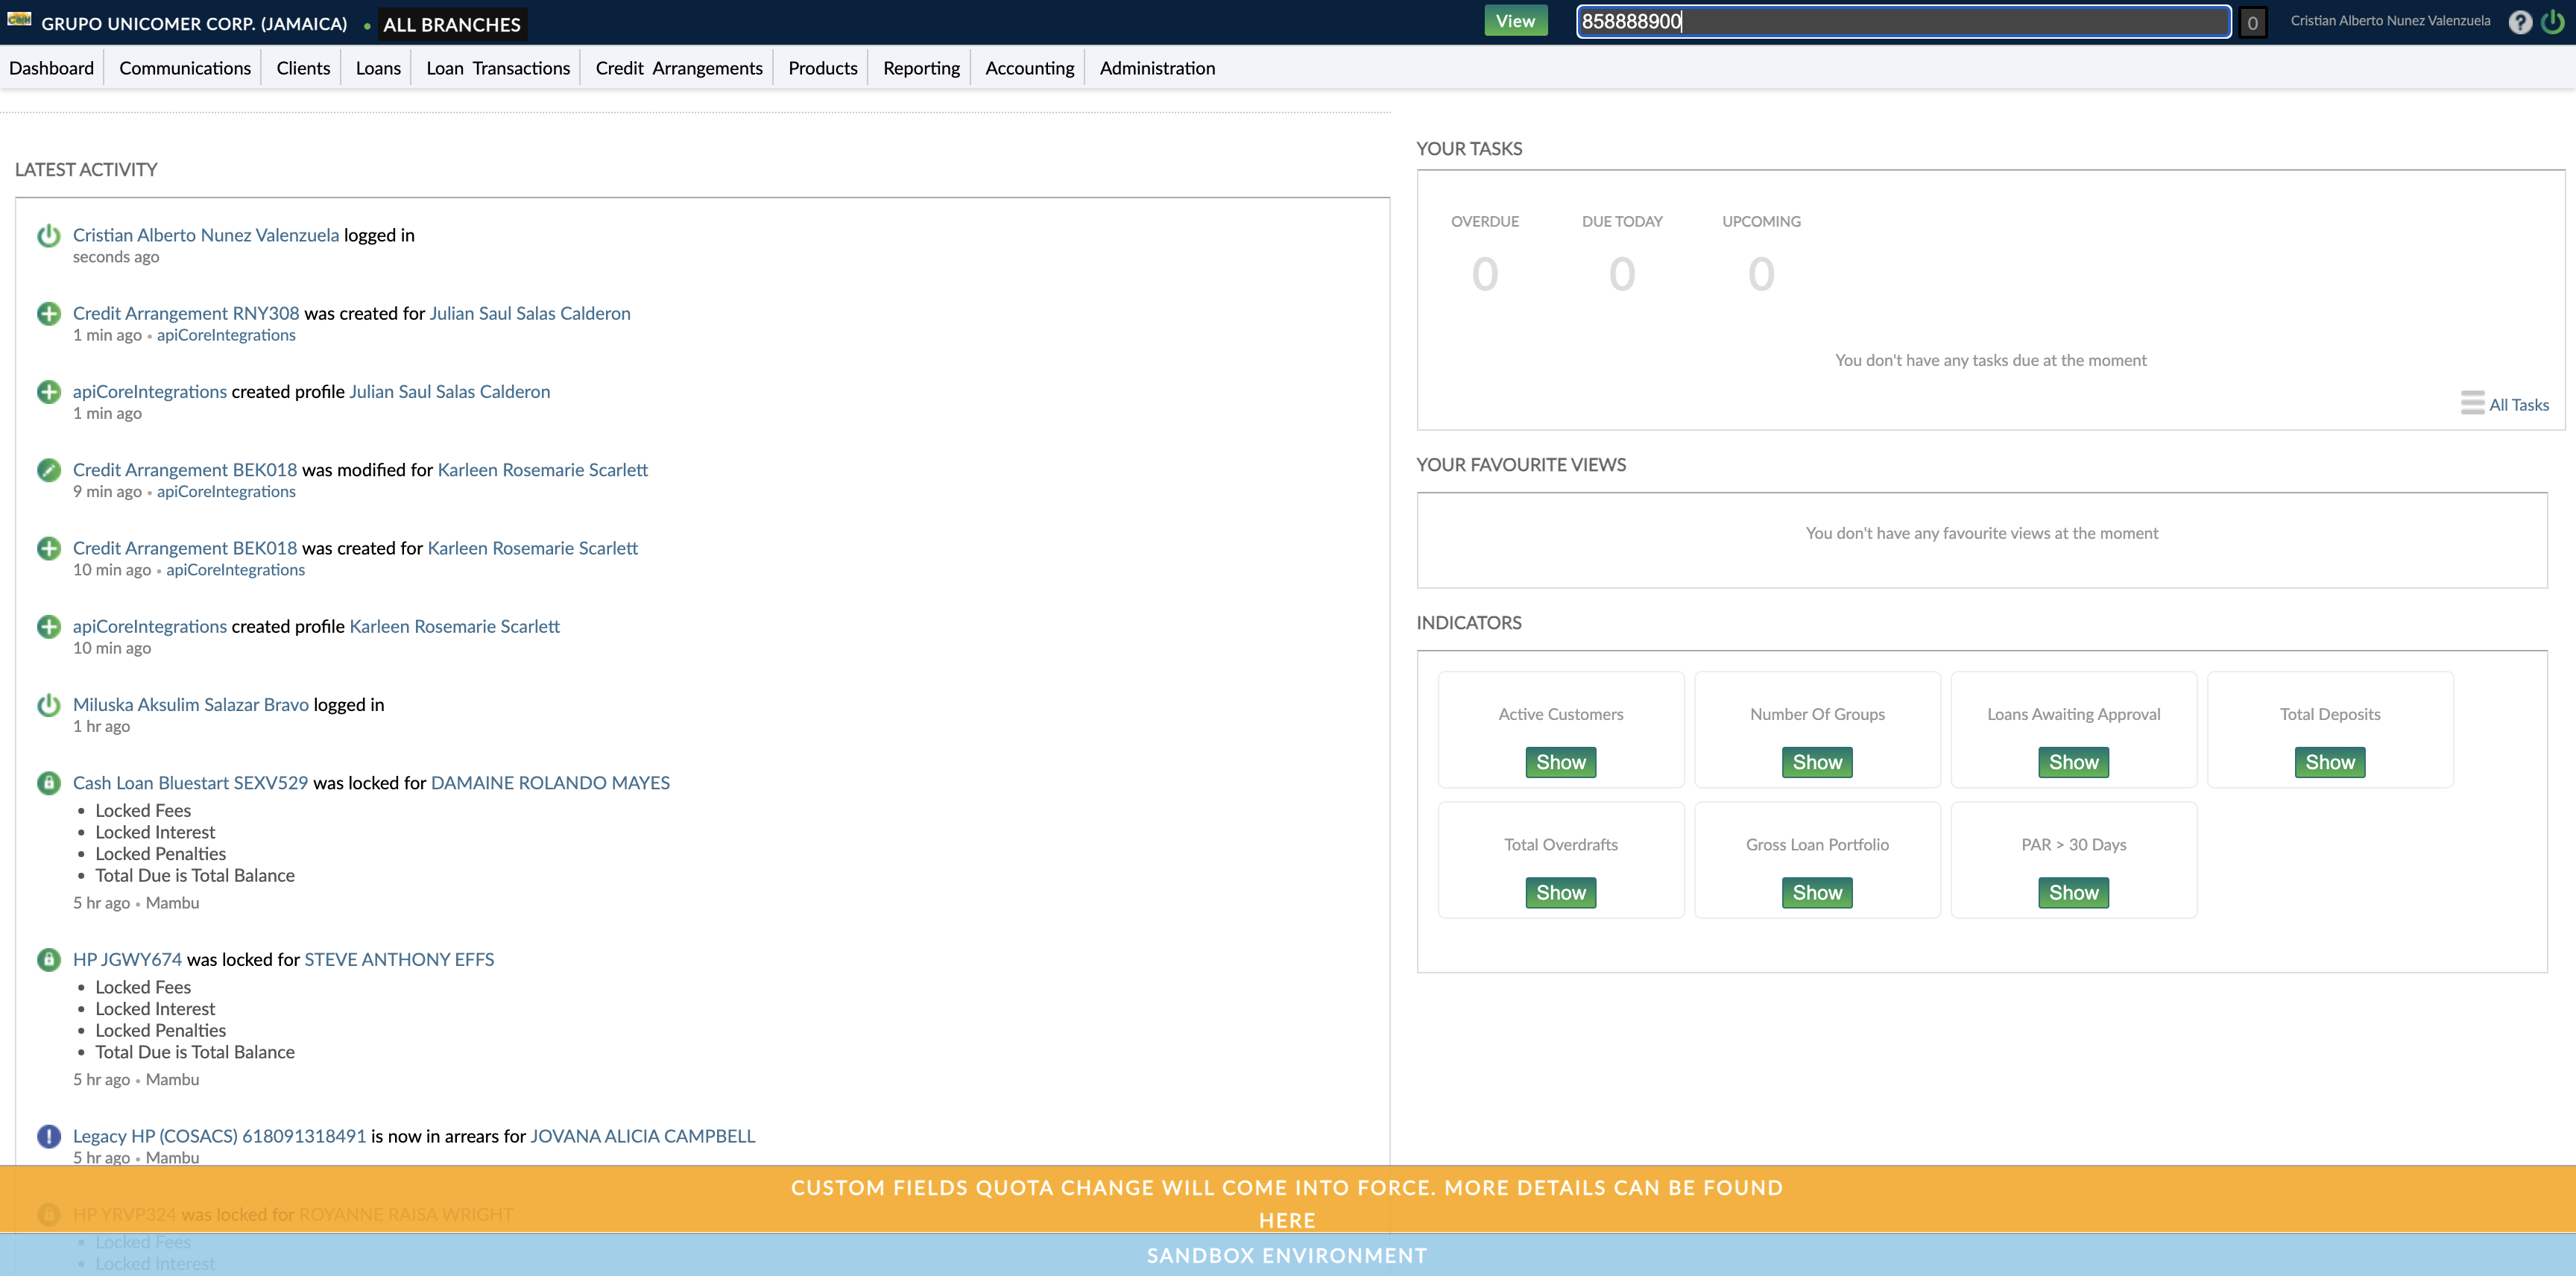 GRUPO UNICOMER CORP. (JAMAICA) • ALL BRANCHES
View
858888900
0
Cristian Alberto Nunez Valenzuela
Dashboard
Communications
Clients
Loans
Loan Transactions
Credit Arrangements
Products
Reporting
Accounting
Administration
LATEST ACTIVITY
Cristian Alberto Nunez Valenzuela logged in
seconds ago
Credit Arrangement RNY308 was created for Julian Saul Salas Calderon
1 min ago • apiCoreIntegrations
apiCoreIntegrations created profile Julian Saul Salas Calderon
1 min ago
Credit Arrangement BEK018 was modified for Karleen Rosemarie Scarlett
9 min ago • apiCoreIntegrations
Credit Arrangement BEK018 was created for Karleen Rosemarie Scarlett
10 min ago • apiCoreIntegrations
apiCoreIntegrations created profile Karleen Rosemarie Scarlett
10 min ago
Miluska Aksulim Salazar Bravo logged in
1 hr ago
Cash Loan Bluestart SEXV529 was locked for DAMAINE ROLANDO MAYES
• Locked Fees
• Locked Interest
• Locked Penalties
• Total Due is Total Balance
5 hr ago • Mambu
HP JGWY674 was locked for STEVE ANTHONY EFFS
• Locked Fees
• Locked Interest
• Locked Penalties
• Total Due is Total Balance
5 hr ago • Mambu
Legacy HP (COSACS) 618091318491 is now in arrears for JOVANA ALICIA CAMPBELL
5 hr ago • Mambu
HP YRVP324 was locked for ROYANNE RAISA WRIGHT
• Locked Fees
• Locked Interest
YOUR TASKS
OVERDUE
DUE TODAY
UPCOMING
0
0
0
You don't have any tasks due at the moment
All Tasks
YOUR FAVOURITE VIEWS
You don't have any favourite views at the moment
INDICATORS
Active Customers
Show
Number Of Groups
Show
Loans Awaiting Approval
Show
Total Deposits
Show
Total Overdrafts
Show
Gross Loan Portfolio
Show
PAR > 30 Days
Show
CUSTOM FIELDS QUOTA CHANGE WILL COME INTO FORCE. MORE DETAILS CAN BE FOUND
HERE
SANDBOX ENVIRONMENT